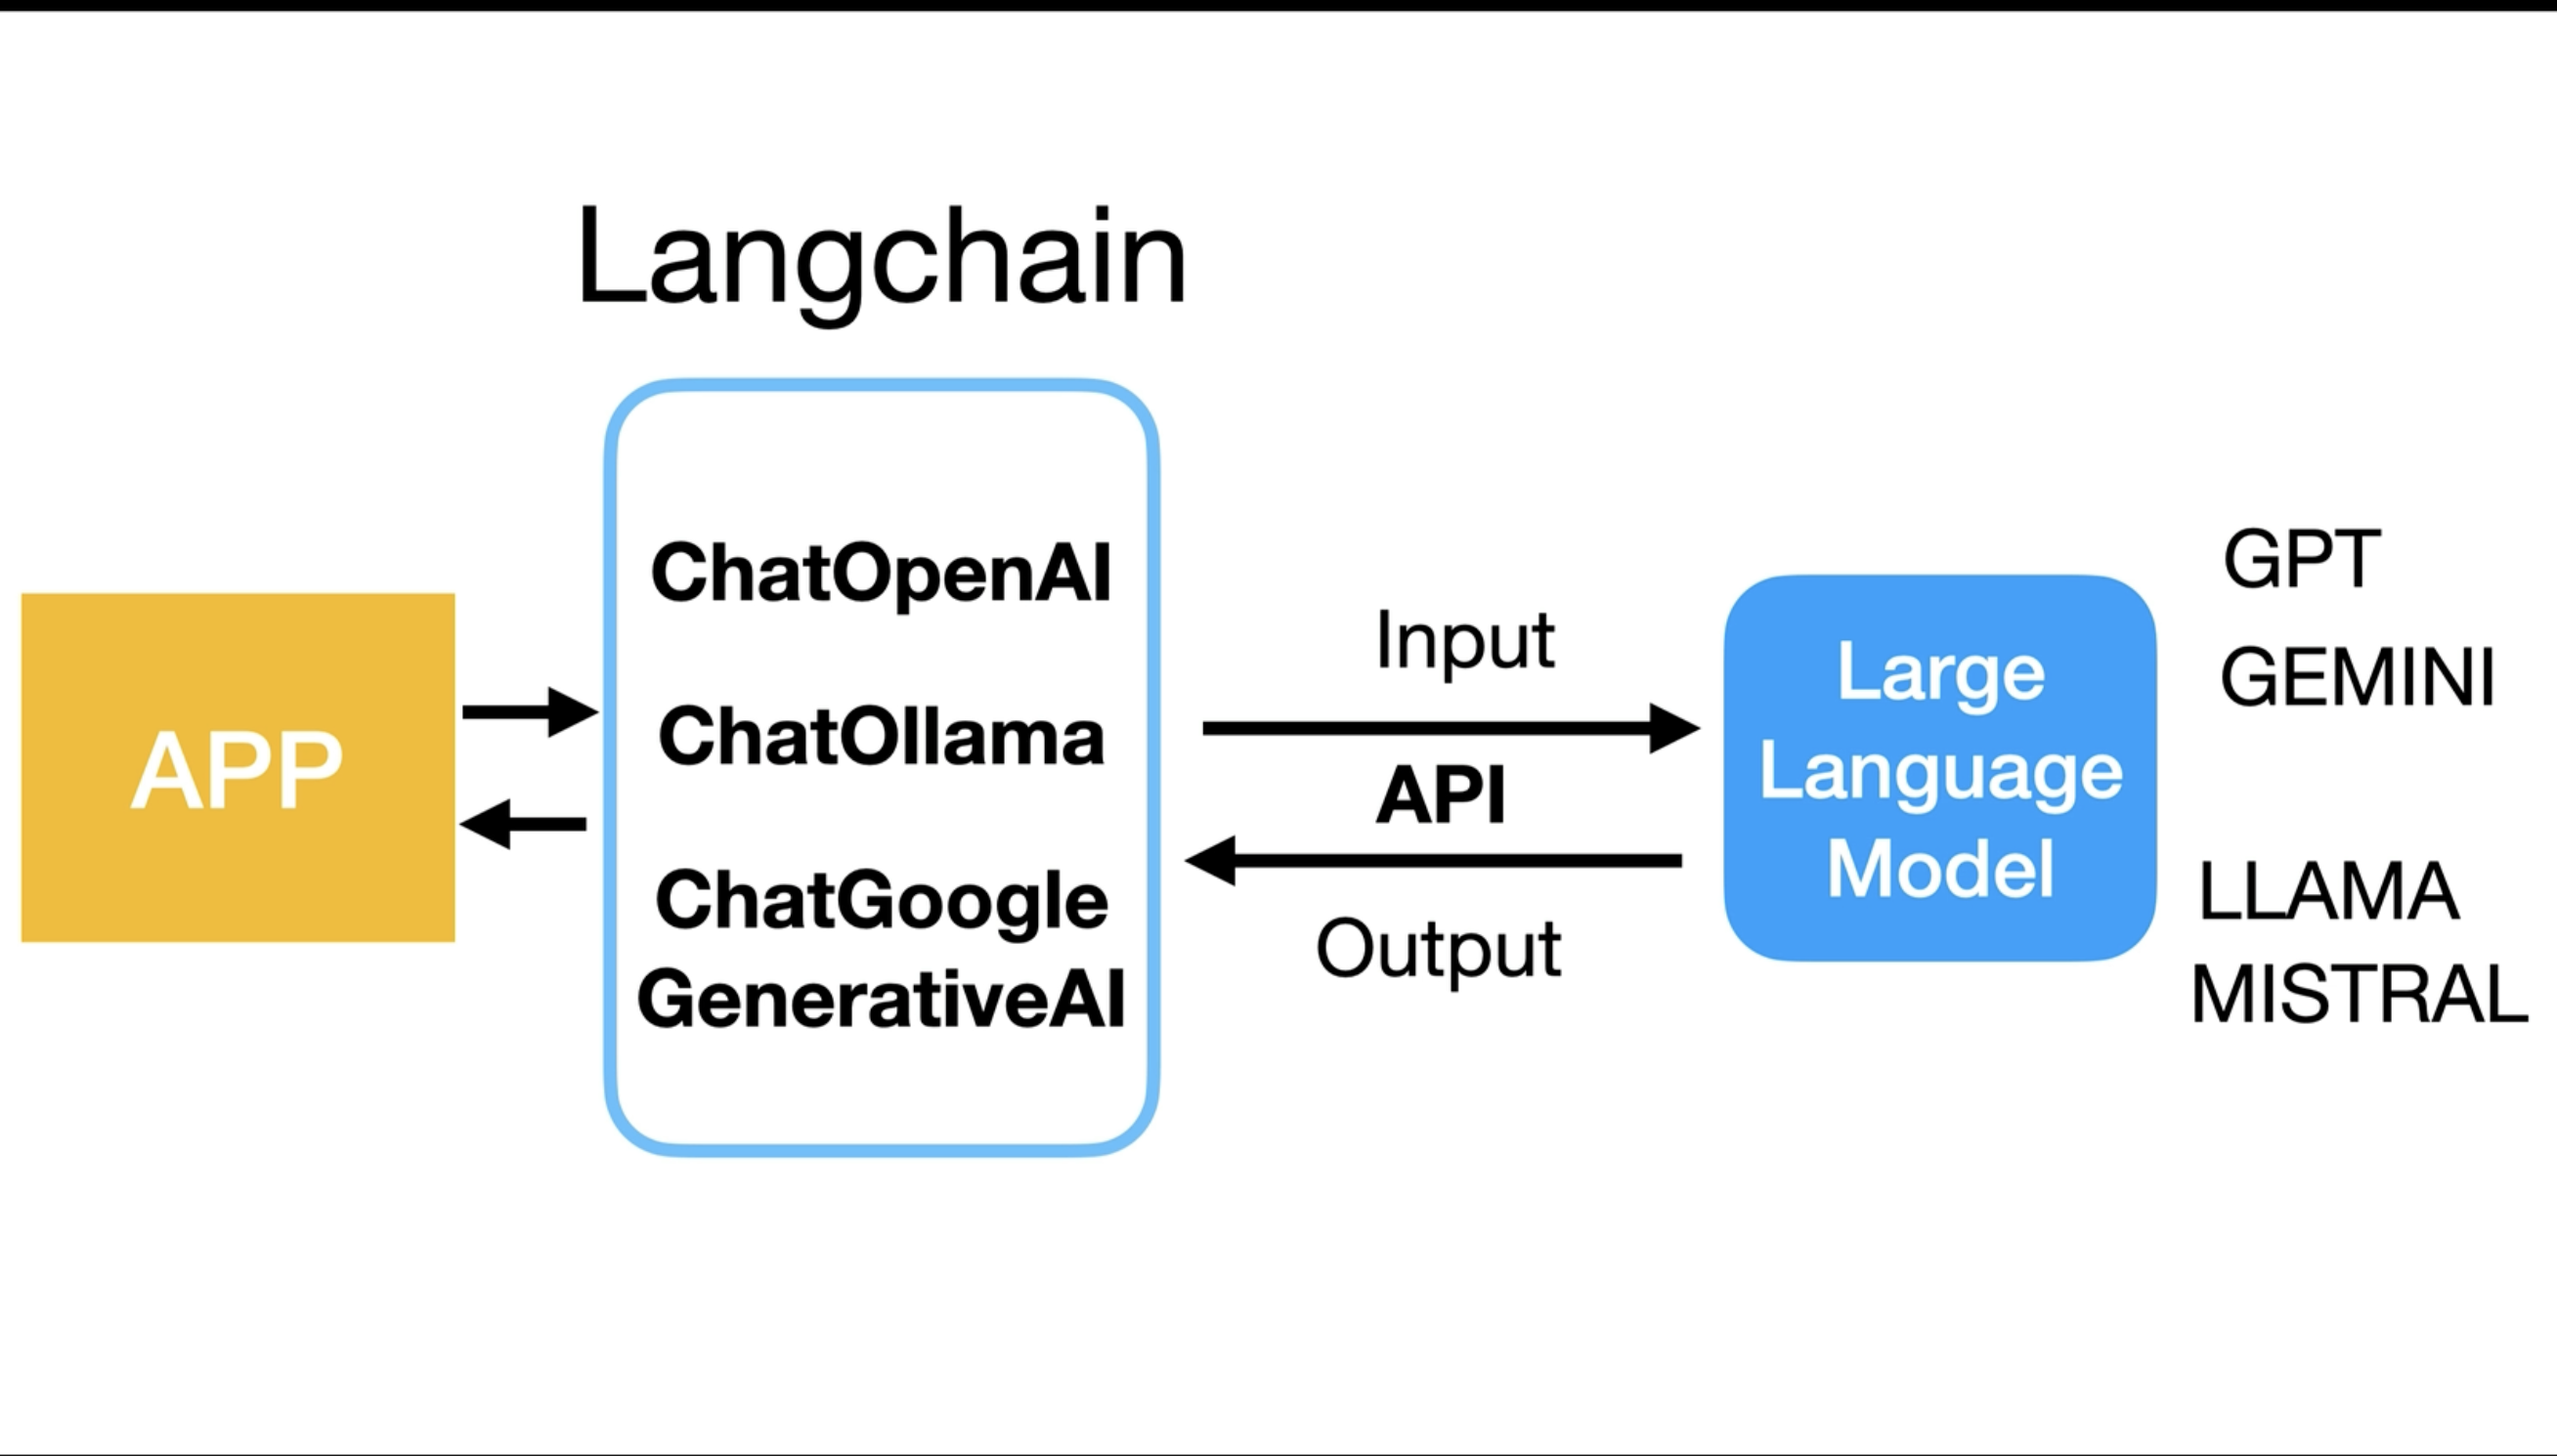 Langchain
APP
ChatOpenAI
ChatOllama
ChatGoogle
GenerativeAI
Input
API
Output
Large
Language
Model
GPT
GEMINI
LLAMA
MISTRAL